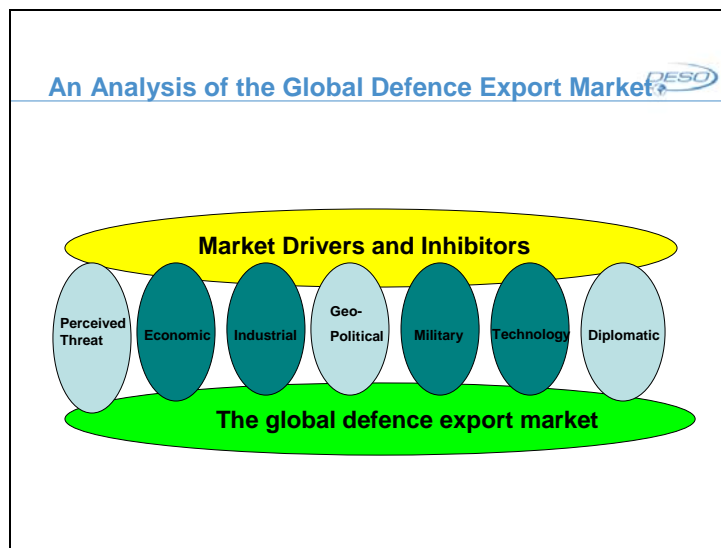 An Analysis of the Global Defence Export Market
DESO
Market Drivers and Inhibitors
Perceived
Threat
Economic
Industrial
Geo-
Political
Military
Technology
Diplomatic
The global defence export market